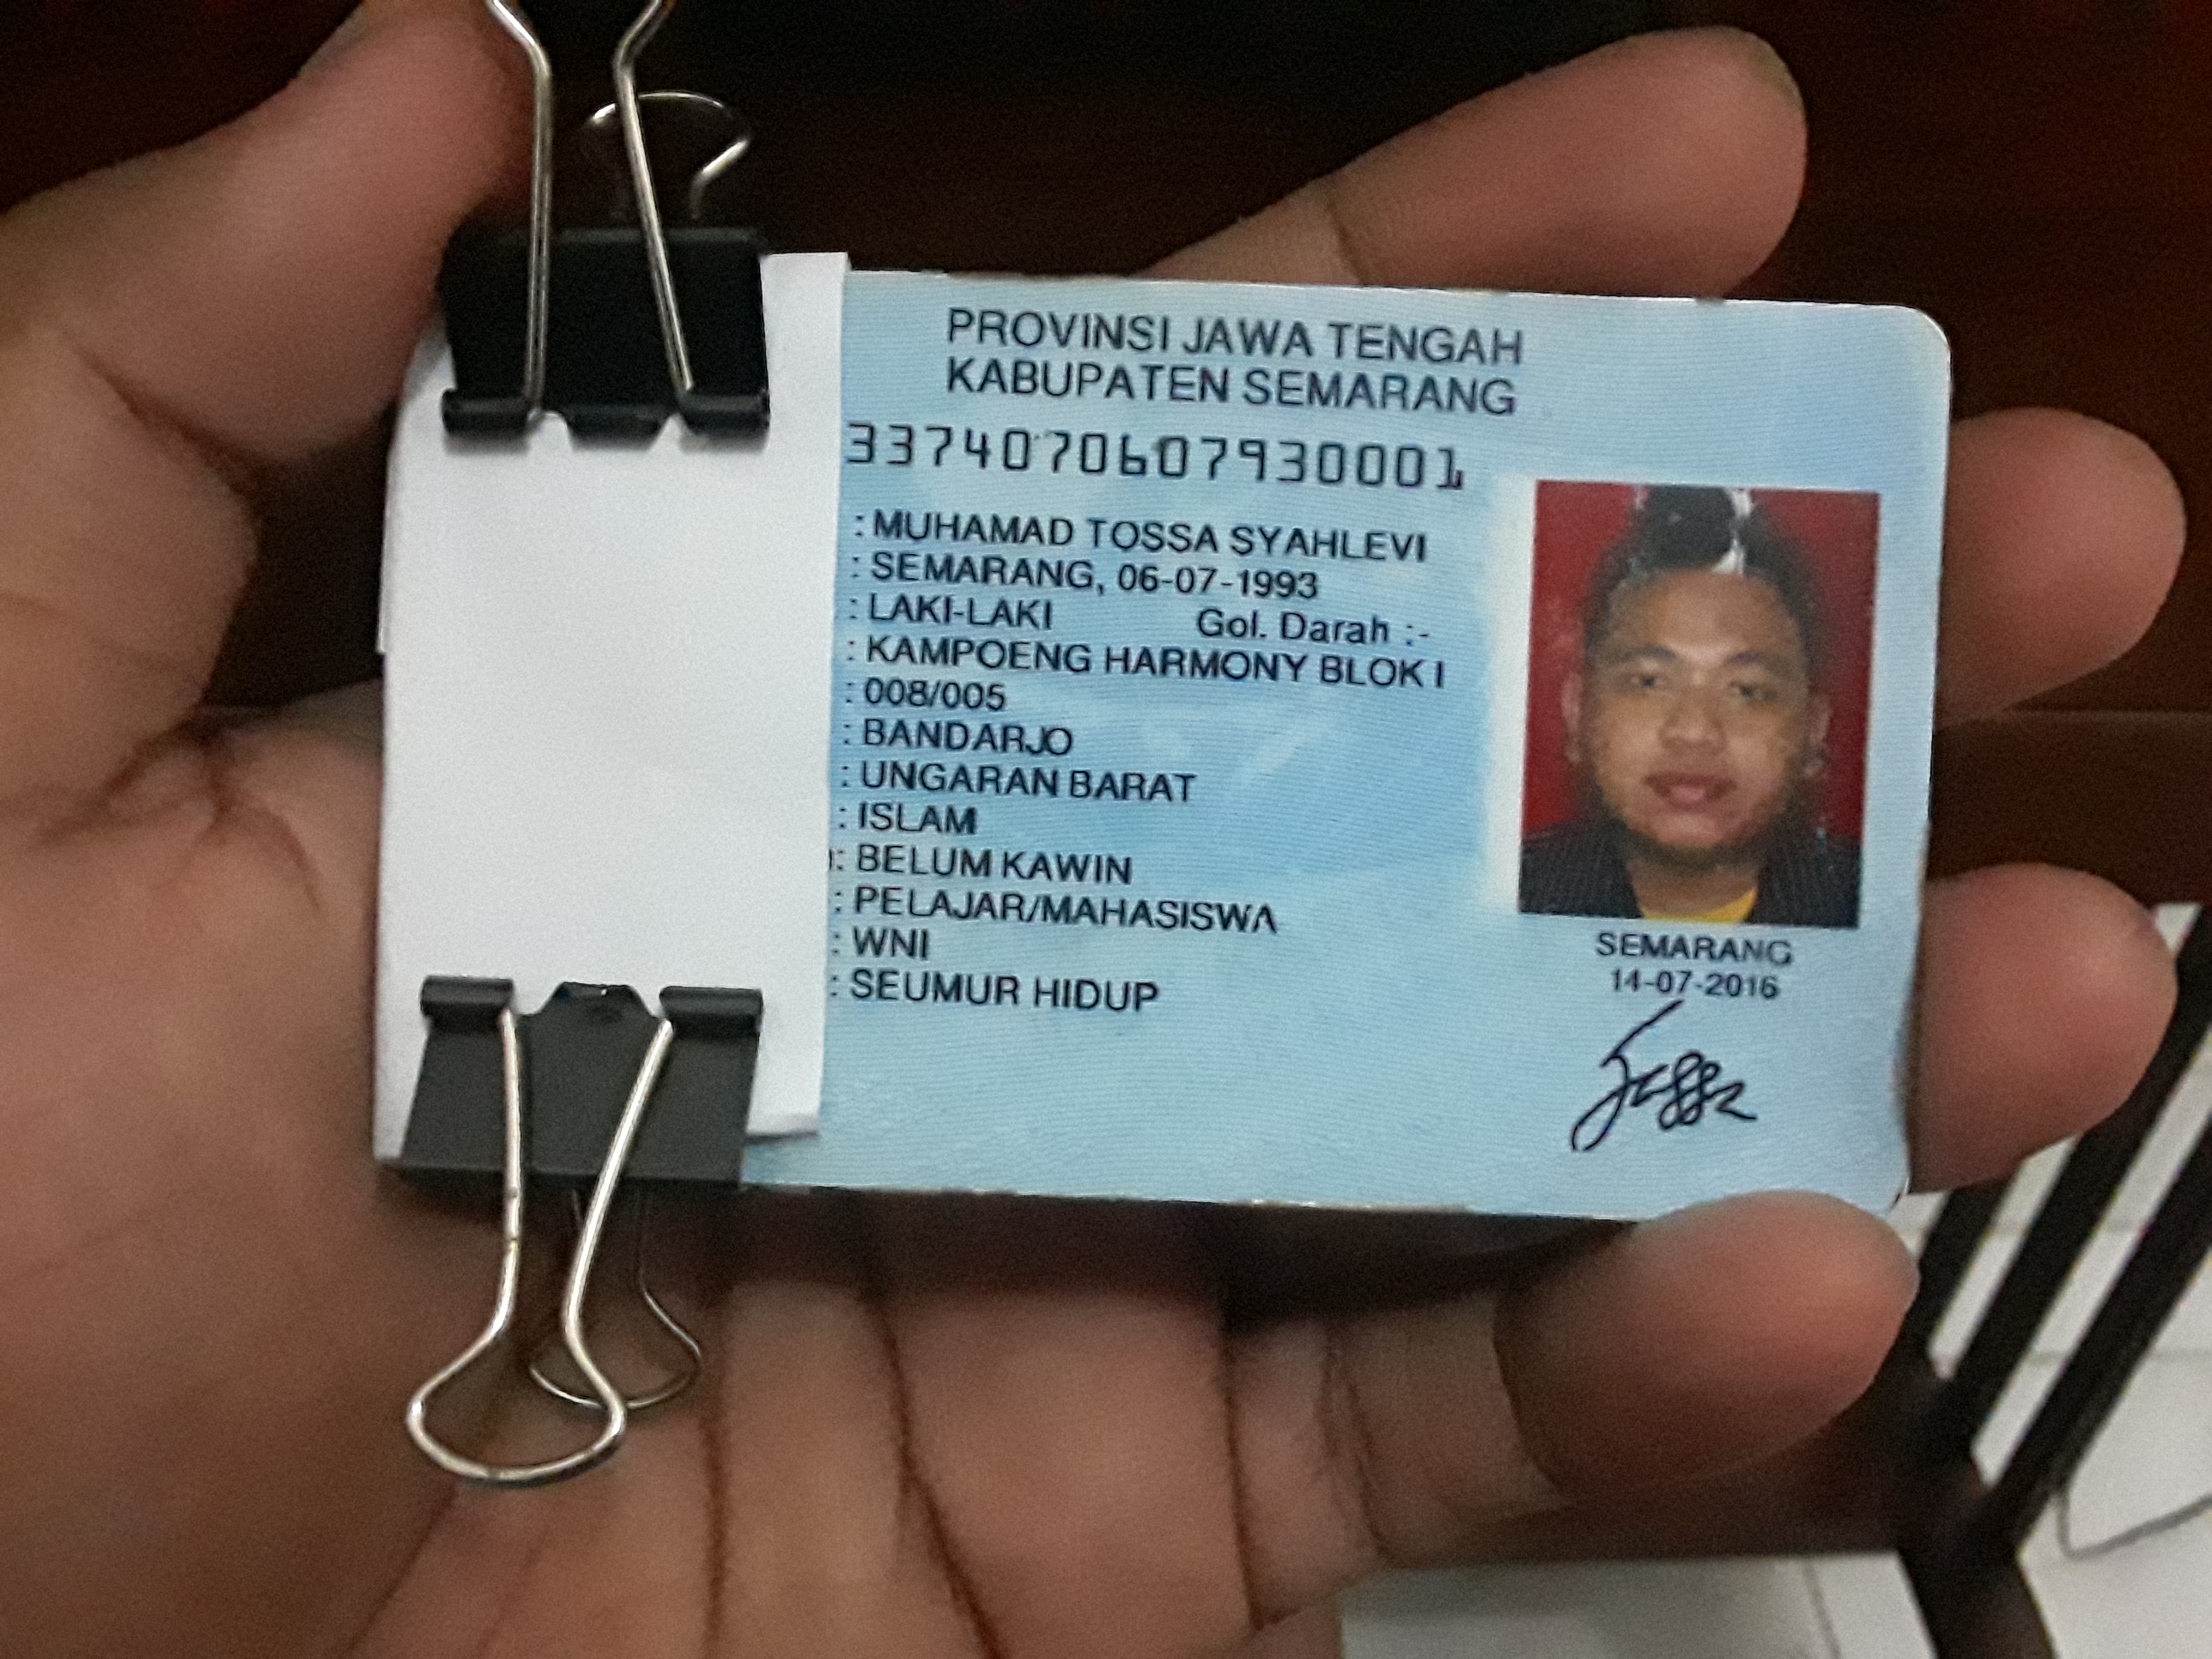 PROVINSI JAWA TENGAH
KABUPATEN SEMARANG
3374070607930001
: MUHAMAD TOSSA SYAHLEVI
: SEMARANG, 06-07-1993
: LAKI-LAKI Gol. Darah :-
: KAMPOENG HARMONY BLOK I
: 008/005
: BANDARJO
: UNGARAN BARAT
: ISLAM
: BELUM KAWIN
: PELAJAR/MAHASISWA
: WNI
: SEUMUR HIDUP
SEMARANG
14-07-2016